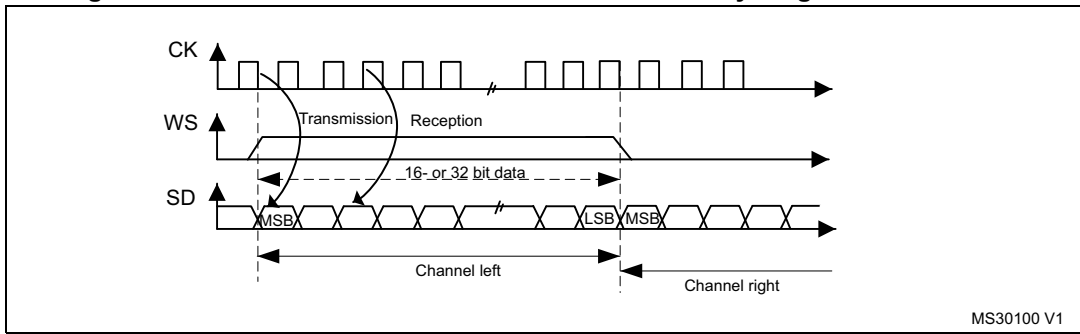 CK
Transmission Reception
WS
16- or 32 bit data
SD
MSB LSB MSB
Channel left
Channel right
MS30100 V1